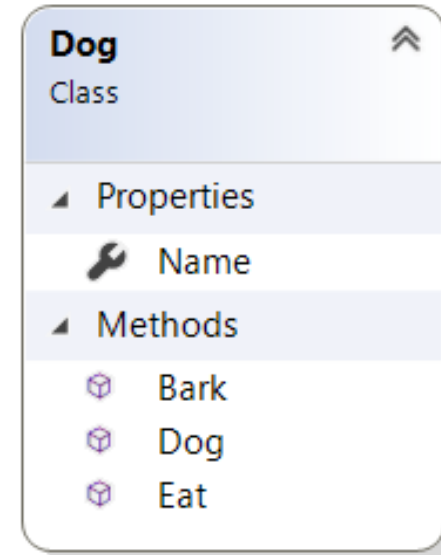 Dog
Class
Properties
Name
Methods
Bark
Dog
Eat